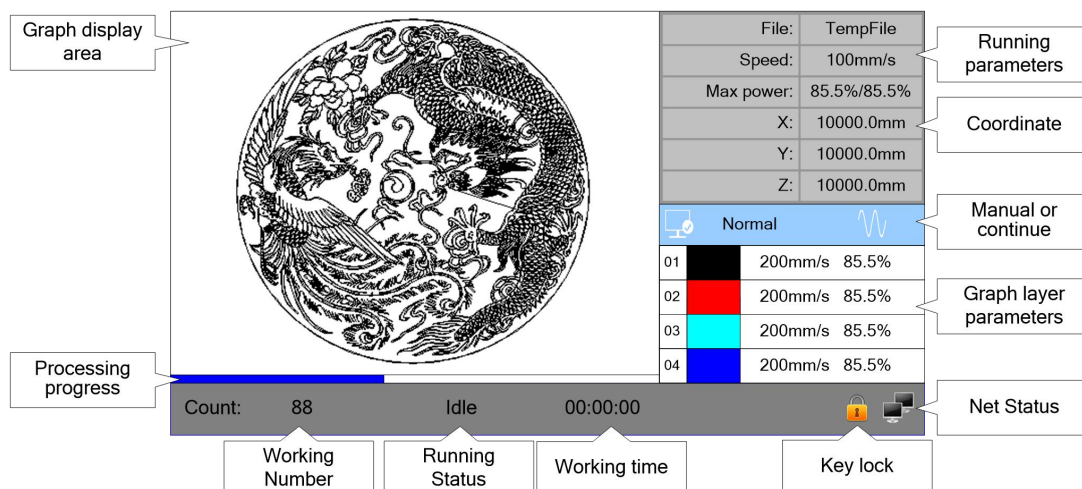 Graph display
area
File: TempFile
Speed: 100mm/s
Max power: 85.5%/85.5%
X: 10000.0mm
Y: 10000.0mm
Z: 10000.0mm
Running
parameters
Coordinate
Normal
Manual or
continue
01 200mm/s 85.5%
02 200mm/s 85.5%
03 200mm/s 85.5%
04 200mm/s 85.5%
Graph layer
parameters
Processing
progress
Count: 88 Idle 00:00:00
Net Status
Working
Number
Running
Status
Working time
Key lock